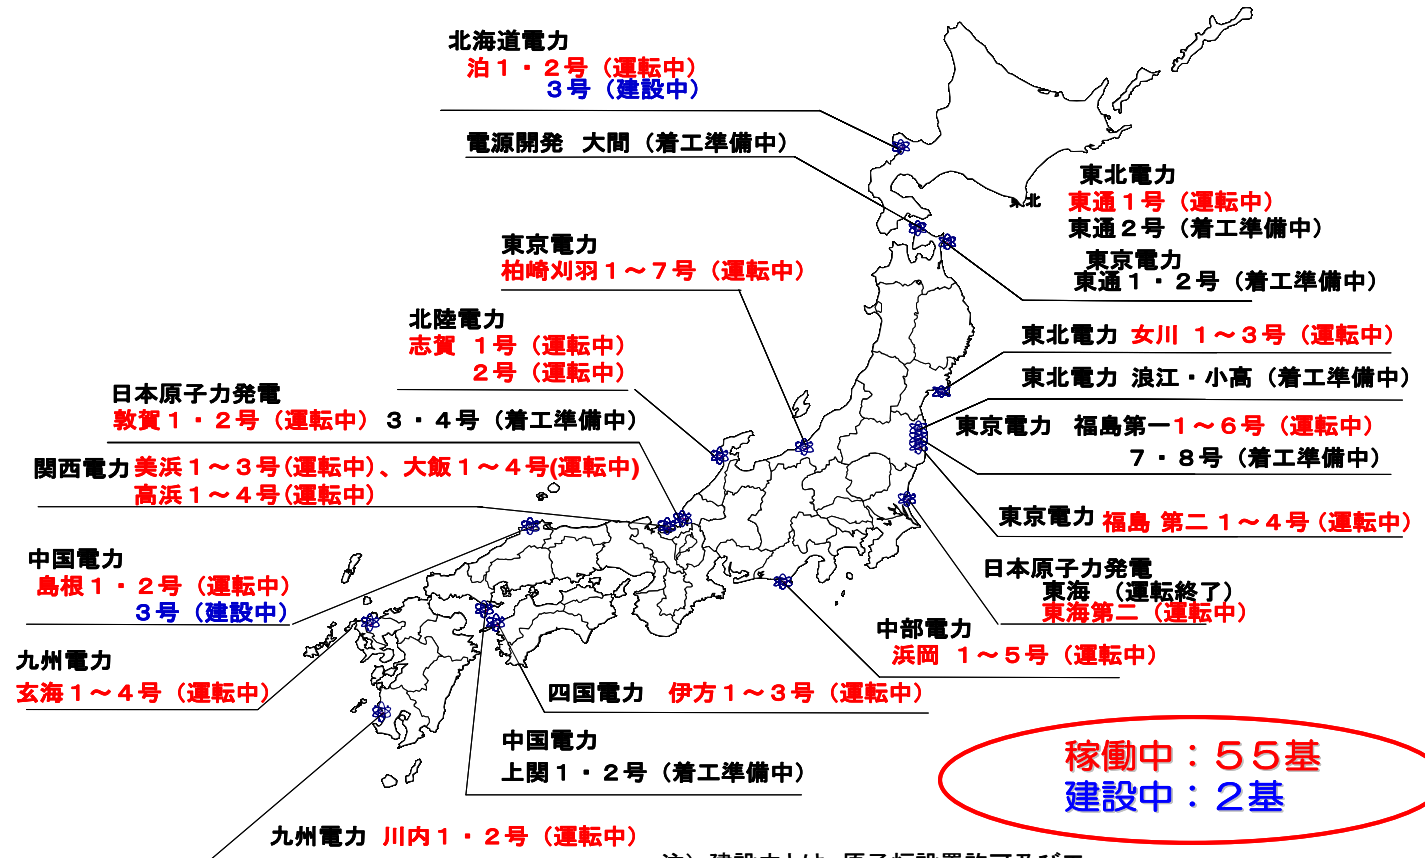 北海道電力
泊１・２号（運転中）
３号（建設中）
電源開発　大間（着工準備中）
東北電力
東北
東通１号（運転中）
東通２号（着工準備中）
東京電力
東通１・２号（着工準備中）
東京電力
柏崎刈羽１～７号（運転中）
北陸電力
志賀　１号（運転中）
２号（運転中）
東北電力 女川 １～３号（運転中）
東北電力 浪江・小高（着工準備中）
日本原子力発電
敦賀１・２号（運転中）３・４号（着工準備中）
東京電力　福島第一１～６号（運転中）
７・８号（着工準備中）
関西電力 美浜１～３号(運転中)、大飯１～４号(運転中)
高浜１～４号(運転中)
東京電力 福島 第二 １～４号（運転中）
中国電力
島根１・２号（運転中）
３号（建設中）
日本原子力発電
東海　（運転終了）
東海第二（運転中）
中部電力
浜岡　１～５号（運転中）
九州電力
玄海１～４号（運転中）
四国電力　伊方１～３号（運転中）
中国電力
上関１・２号（着工準備中）
稼働中：５５基
建設中：２基
九州電力　川内１・２号（運転中）